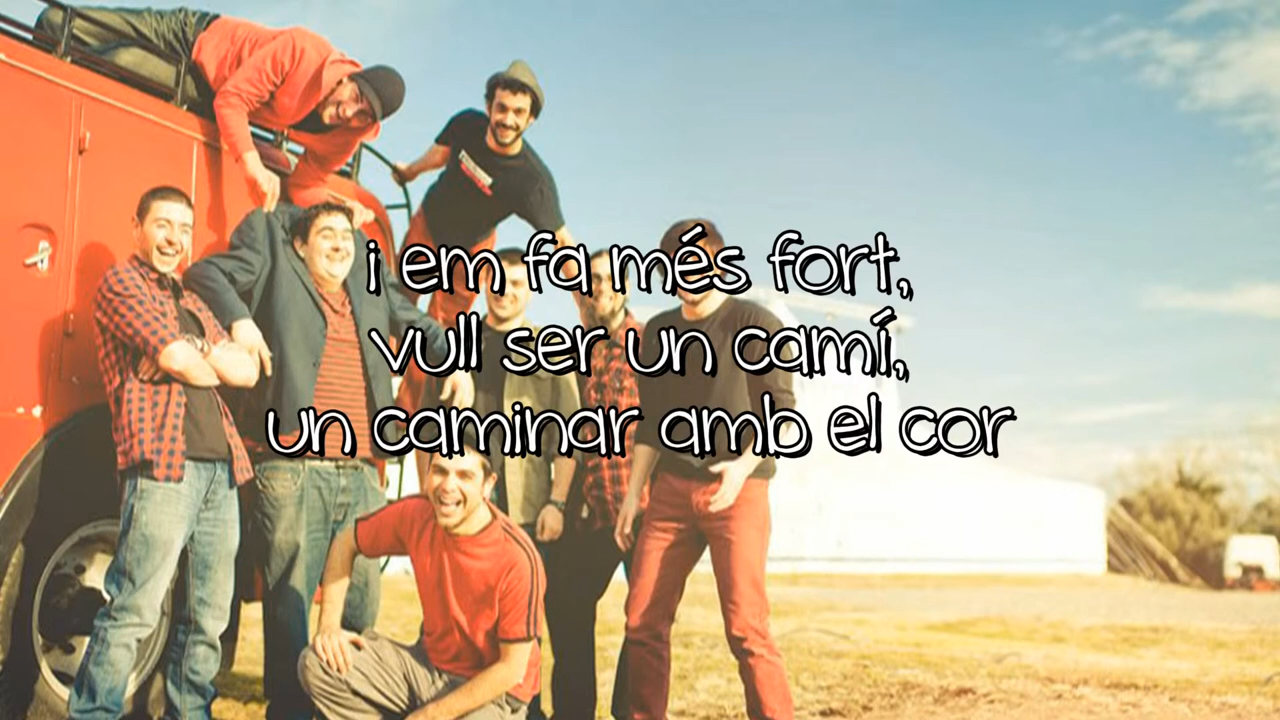 i em fa més fort,
vull ser un camí,
un caminar amb el cor